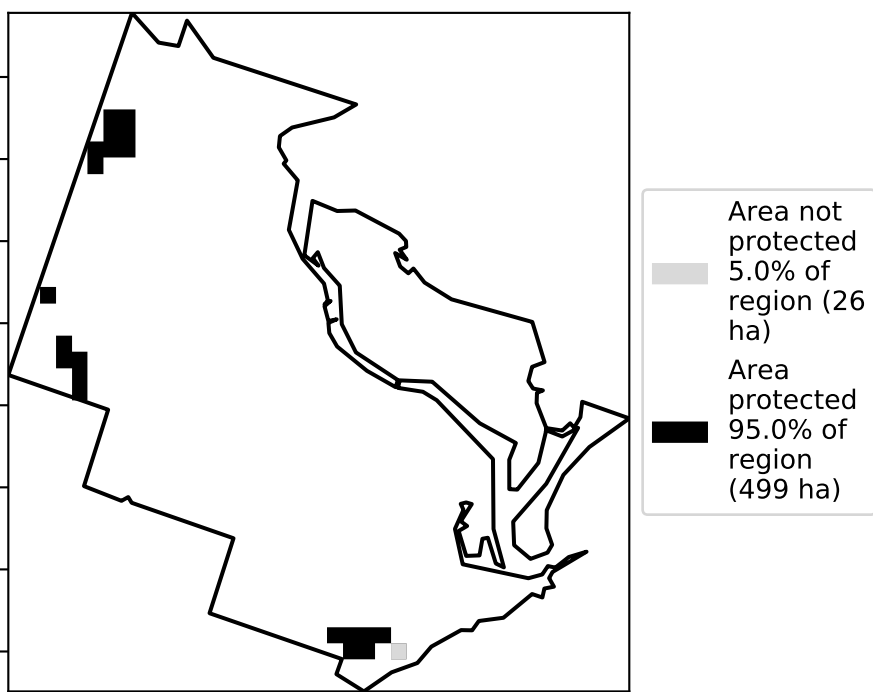 Area not
protected
5.0% of
region (26
ha)
Area
protected
95.0% of
region
(499 ha)